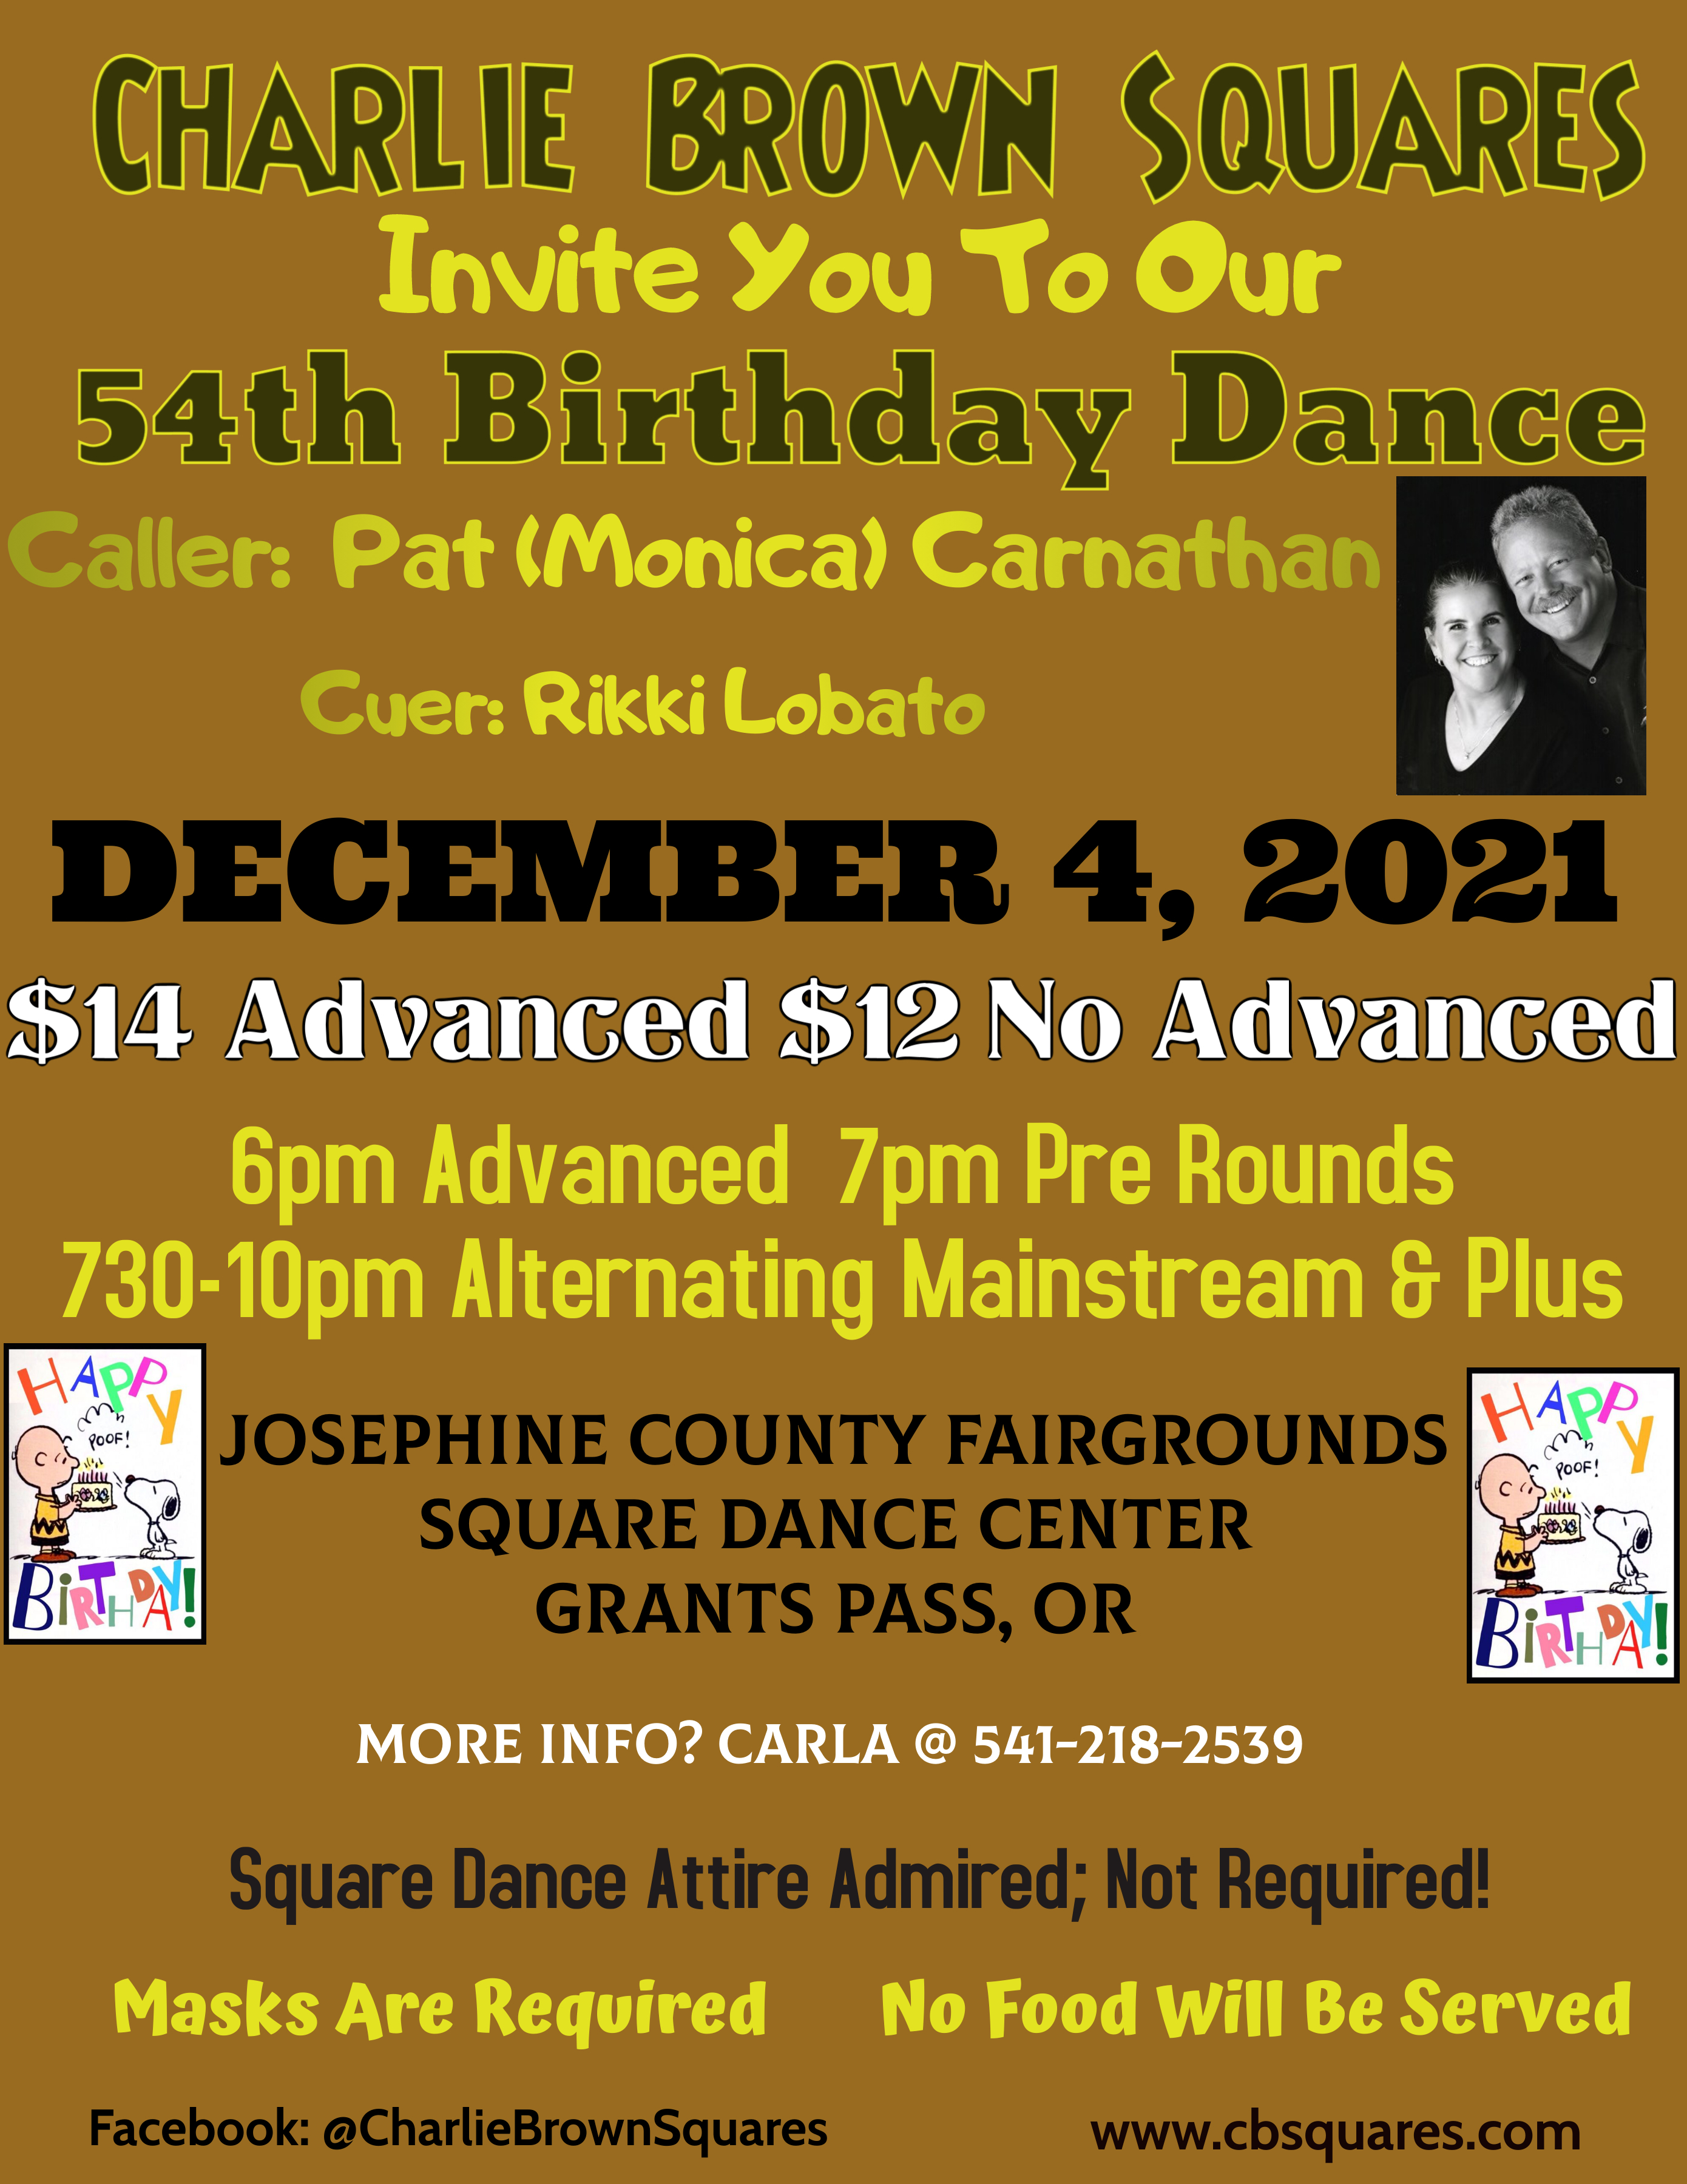 CHARLIE BROWN SQUARES
Invite You To Our
54th Birthday Dance
Caller: Pat (Monica) Carnathan
Cuer: Rikki Lobato
DECEMBER 4, 2021
$14 Advanced $12 No Advanced
6pm Advanced 7pm Pre Rounds
730-10pm Alternating Mainstream & Plus
HAPPY
POOF!
BIRTHDAY!
JOSEPHINE COUNTY FAIRGROUNDS
SQUARE DANCE CENTER
GRANTS PASS, OR
HAPPY
POOF!
BIRTHDAY!
MORE INFO? CARLA @ 541-218-2539
Square Dance Attire Admired; Not Required!
Masks Are Required No Food Will Be Served
Facebook: @CharlieBrownSquares www.cbsquares.com